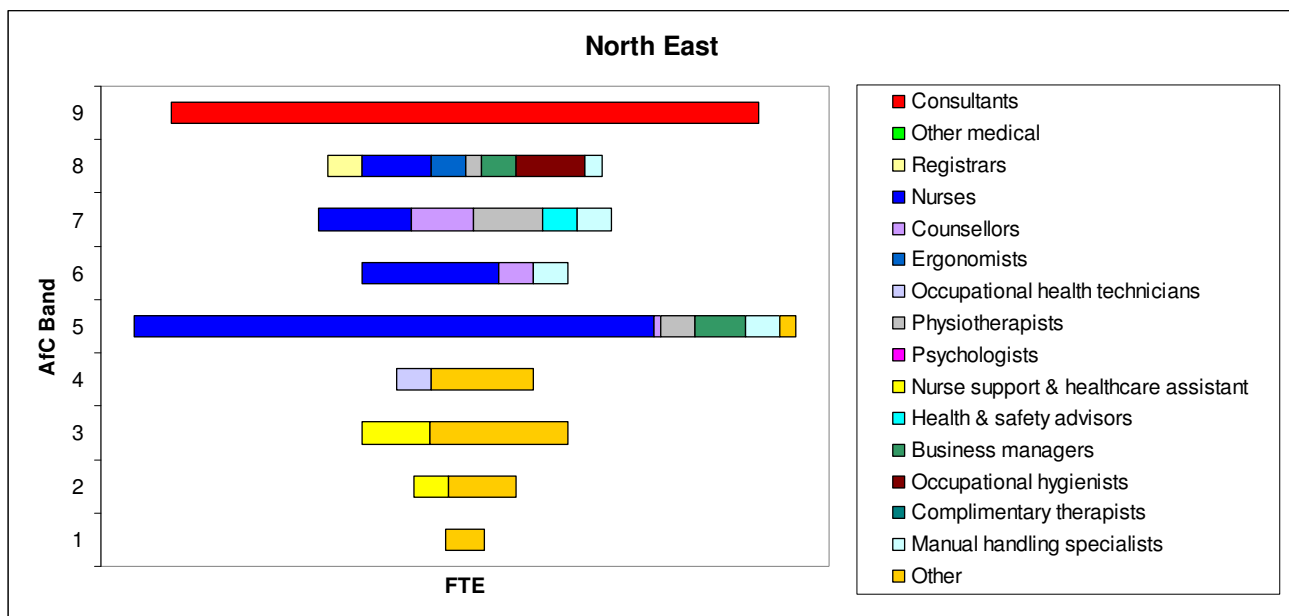 North East
9
8
7
6
5
4
3
2
1
AfC Band
FTE
Consultants
Other medical
Registrars
Nurses
Counsellors
Ergonomists
Occupational health technicians
Physiotherapists
Psychologists
Nurse support & healthcare assistant
Health & safety advisors
Business managers
Occupational hygienists
Complimentary therapists
Manual handling specialists
Other